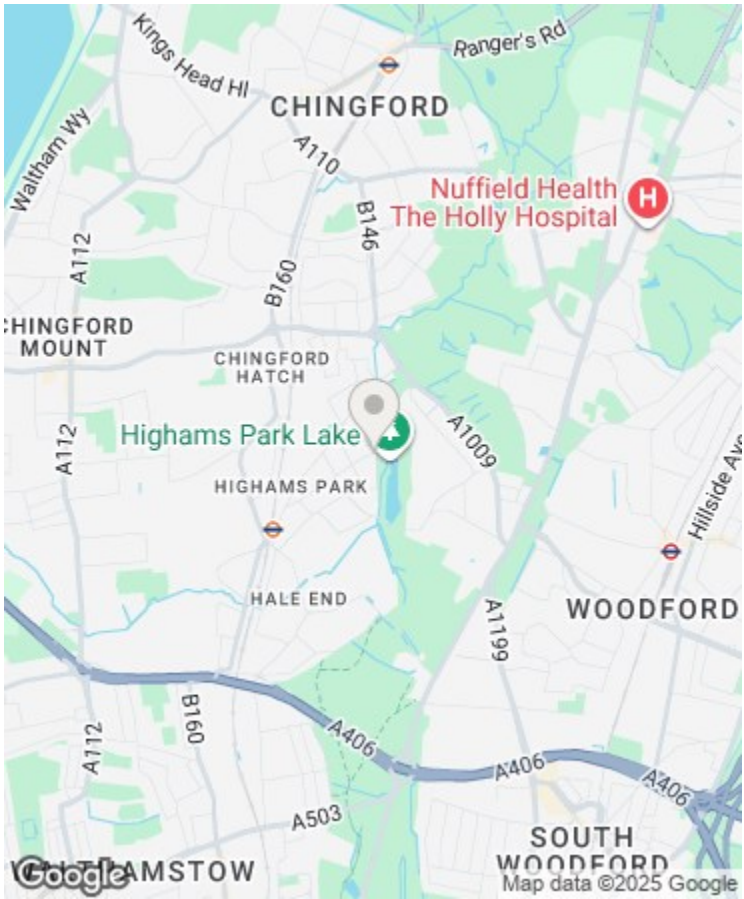 Kings Head Hl
Ranger's Rd
CHINGFORD
Waltham Wy
A110
Nuffield Health
The Holly Hospital
H
B146
A112
B160
CHINGFORD
MOUNT
CHINGFORD
HATCH
Highams Park Lake
A1009
A112
Hillside Ave
HIGHAMS PARK
HALE END
WOODFORD
A1199
B160
A112
A406
A406
A406
A503
SOUTH
WOODFORD
WALTHAMSTOW
Google
Map data ©2025 Google